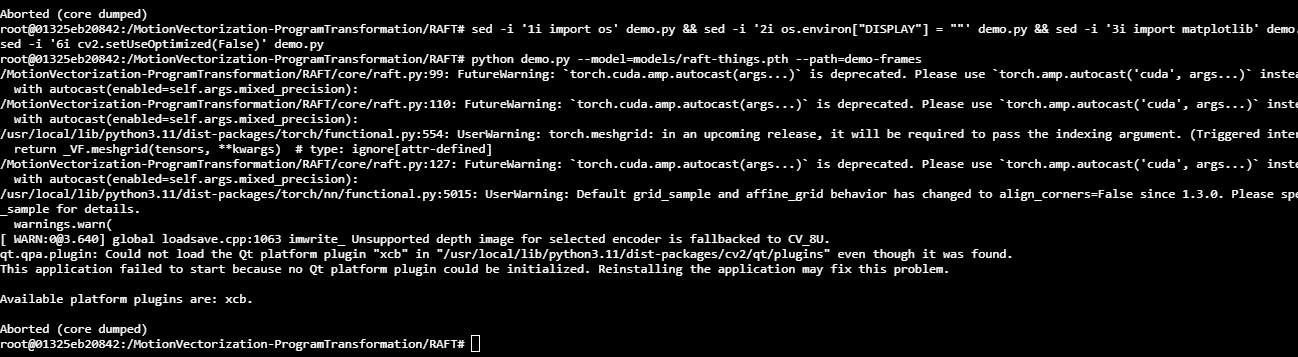 Aborted (core dumped)
root@01325eb20842:/MotionVectorization-ProgramTransformation/RAFT# sed -i '1i import os' demo.py && sed -i '2i os.environ["DISPLAY"] = ""' demo.py && sed -i '3i import matplotlib' demo.
sed -i '6i cv2.setUseOptimized(False)' demo.py
root@01325eb20842:/MotionVectorization-ProgramTransformation/RAFT# python demo.py --model=models/raft-things.pth --path=demo-frames
/MotionVectorization-ProgramTransformation/RAFT/core/raft.py:99: FutureWarning: `torch.cuda.amp.autocast(args...)` is deprecated. Please use `torch.amp.autocast('cuda', args...)` inste
  with autocast(enabled=self.args.mixed_precision):
/MotionVectorization-ProgramTransformation/RAFT/core/raft.py:110: FutureWarning: `torch.cuda.amp.autocast(args...)` is deprecated. Please use `torch.amp.autocast('cuda', args...)` inst
  with autocast(enabled=self.args.mixed_precision):
/usr/local/lib/python3.11/dist-packages/torch/functional.py:554: UserWarning: torch.meshgrid: in an upcoming release, it will be required to pass the indexing argument. (Triggered inter
  return _VF.meshgrid(tensors, **kwargs)  # type: ignore[attr-defined]
/MotionVectorization-ProgramTransformation/RAFT/core/raft.py:127: FutureWarning: `torch.cuda.amp.autocast(args...)` is deprecated. Please use `torch.amp.autocast('cuda', args...)` inst
  with autocast(enabled=self.args.mixed_precision):
/usr/local/lib/python3.11/dist-packages/torch/nn/functional.py:5015: UserWarning: Default grid_sample and affine_grid behavior has changed to align_corners=False since 1.3.0. Please spe
_sample for details.
  warnings.warn(
[ WARN:0@3.640] global loadsave.cpp:1063 imwrite_ Unsupported depth image for selected encoder is fallbacked to CV_8U.
qt.qpa.plugin: Could not load the Qt platform plugin "xcb" in "/usr/local/lib/python3.11/dist-packages/cv2/qt/plugins" even though it was found.
This application failed to start because no Qt platform plugin could be initialized. Reinstalling the application may fix this problem.
Available platform plugins are: xcb.
Aborted (core dumped)
root@01325eb20842:/MotionVectorization-ProgramTransformation/RAFT#